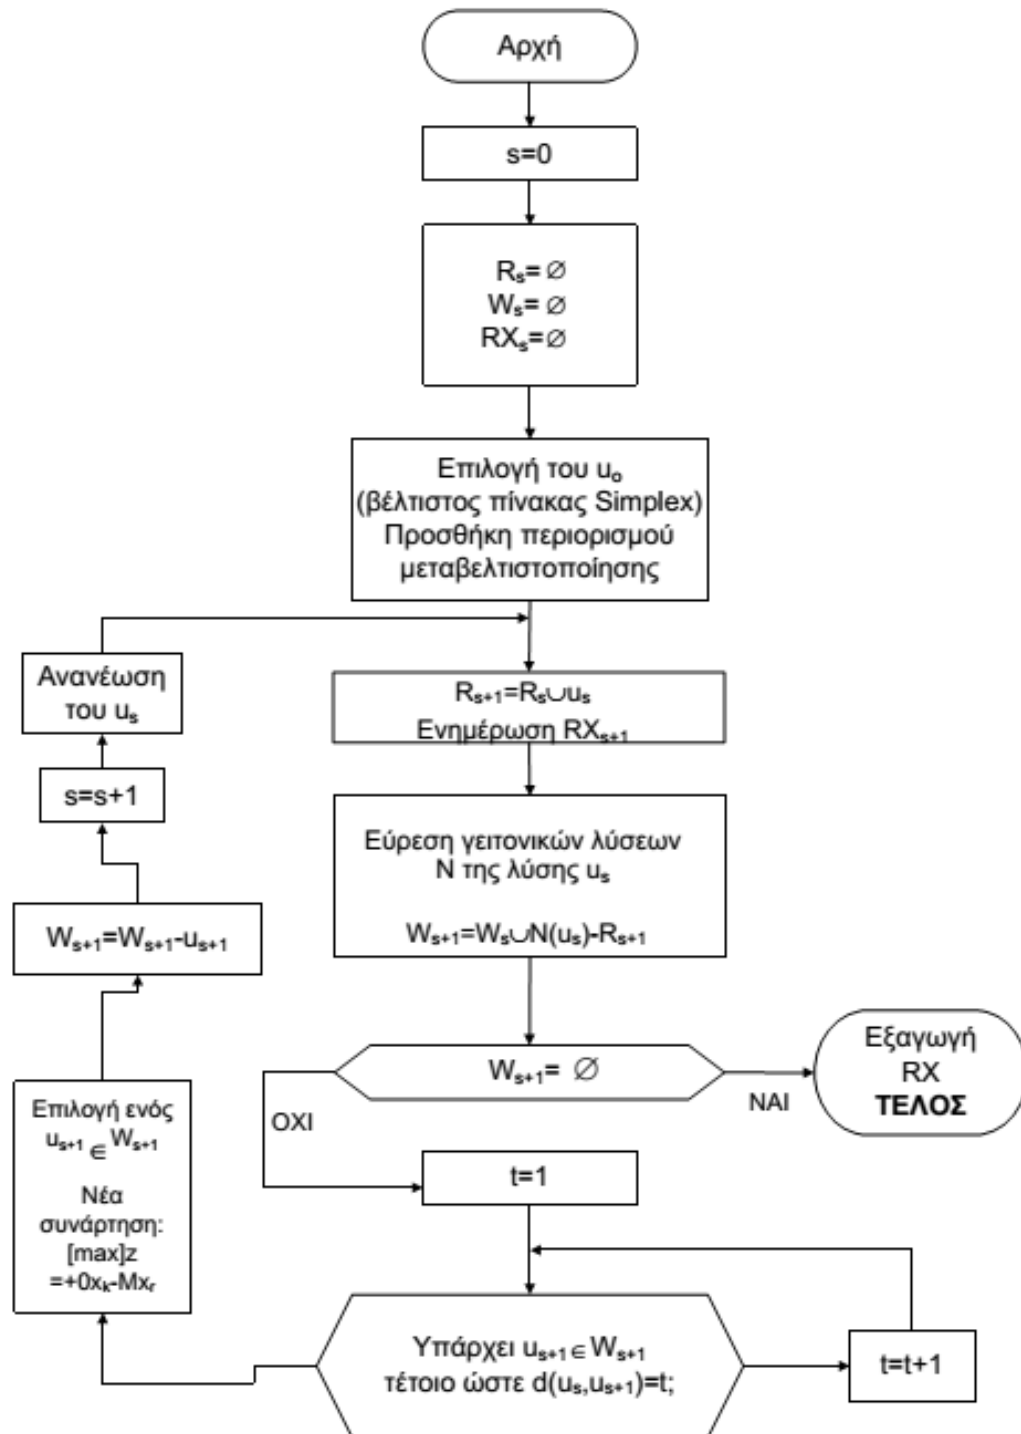 Αρχή
s=0
Rs=∅
Ws=∅
RXs=∅
Επιλογή του uo
(βέλτιστος πίνακας Simplex)
Προσθήκη περιορισμού
μεταβελτιστοποίησης
Ανανέωση
του us
Rs+1=Rs∪us
Ενημέρωση RXs+1
s=s+1
Εύρεση γειτονικών λύσεων
Ν της λύσης us
Ws+1=Ws∪N(us)-Rs+1
Ws+1=Ws+1-us+1
Ws+1= ∅
ΟΧΙ
ΝΑΙ
Εξαγωγή
RX
ΤΕΛΟΣ
Επιλογή ενός
us+1 ∈ Ws+1
Νέα
συνάρτηση:
[max]z
=+0xk-Mxr
t=1
Υπάρχει us+1∈Ws+1
τέτοιο ώστε d(us,us+1)=t;
t=t+1